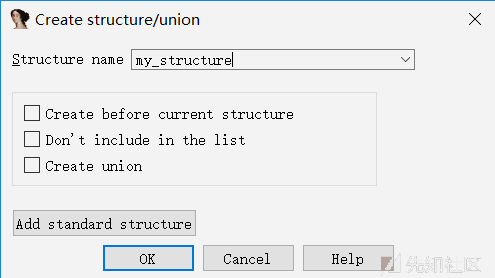 Create structure/union
Structure name my_structure
Create before current structure
Don't include in the list
Create union
Add standard structure
OK Cancel Help
先知社区